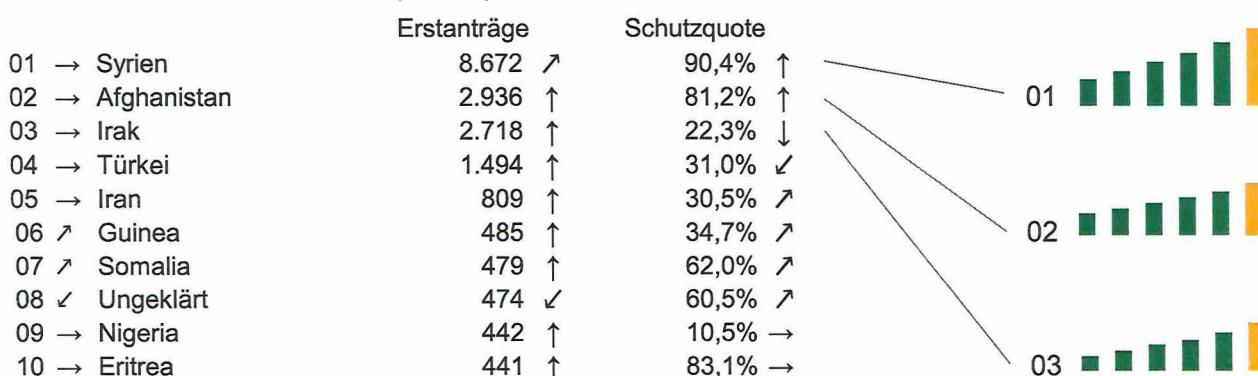 Erstanträge Schutzquote
01 → Syrien 8.672 ↗ 90,4% ↑
02 → Afghanistan 2.936 ↑ 81,2% ↑
03 → Irak 2.718 ↑ 22,3% ↓
04 → Türkei 1.494 ↑ 31,0% ↙
05 → Iran 809 ↑ 30,5% ↗
06 ↗ Guinea 485 ↑ 34,7% ↗
07 ↗ Somalia 479 ↑ 62,0% ↗
08 ↙ Ungeklärt 474 ↙ 60,5% ↗
09 → Nigeria 442 ↑ 10,5% →
10 → Eritrea 441 ↑ 83,1% →
01
02
03